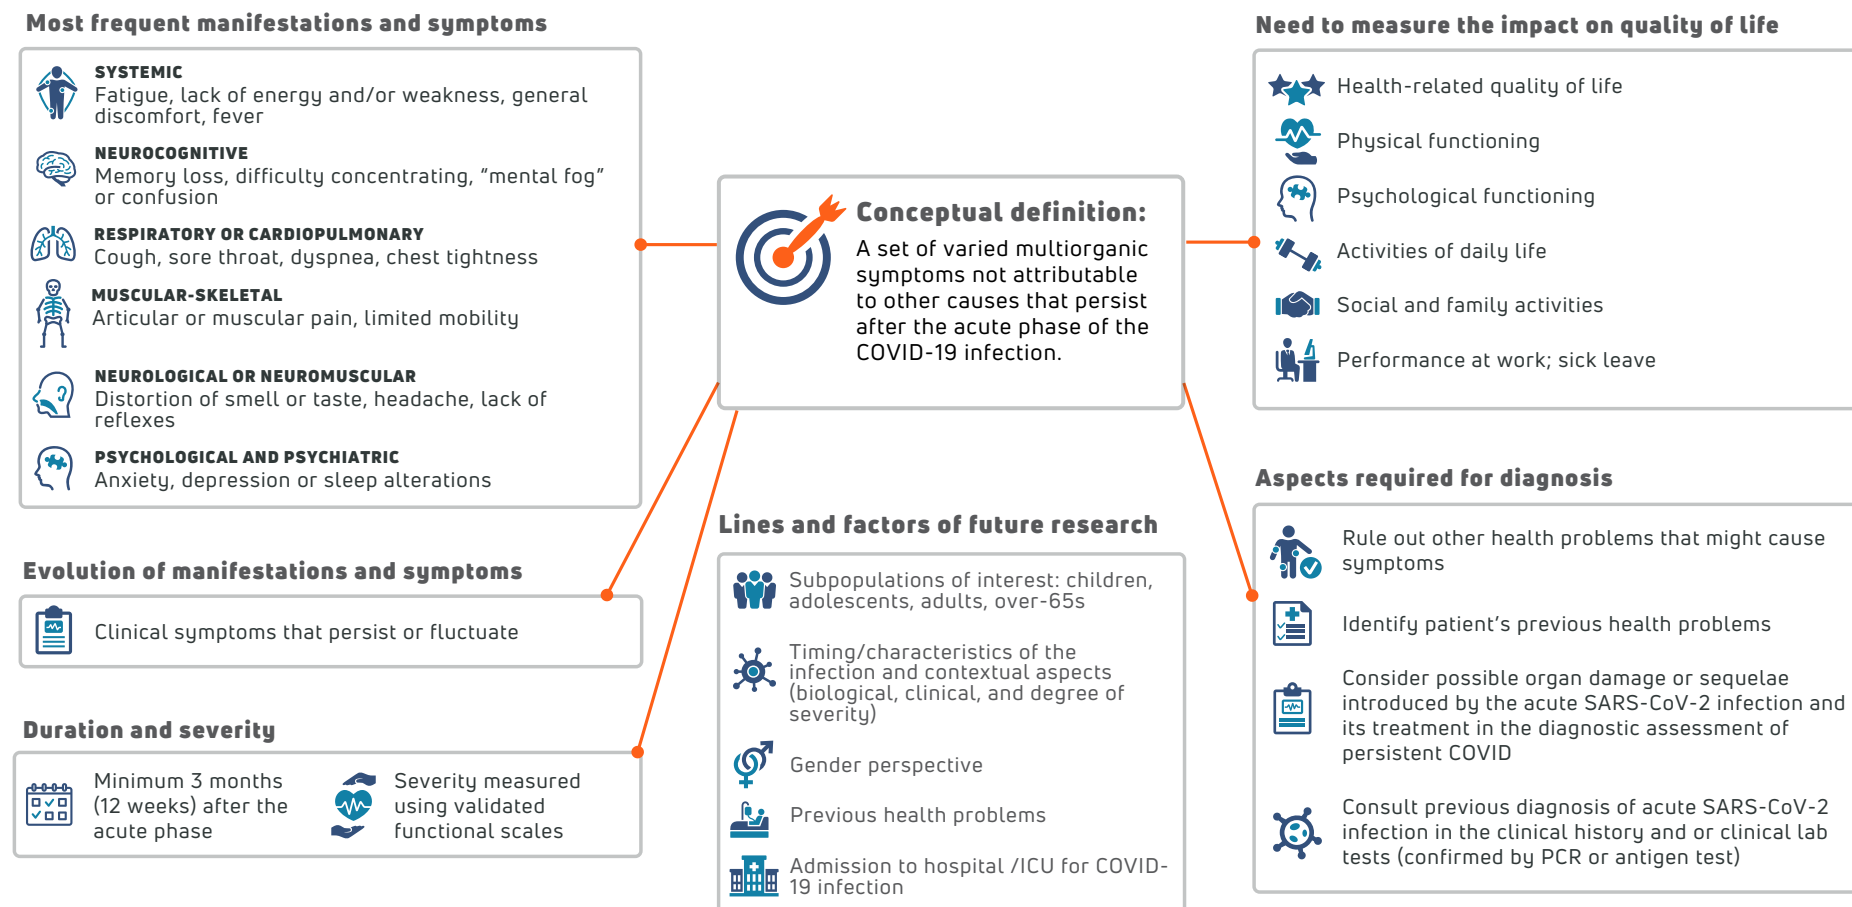 Most frequent manifestations and symptoms
SYSTEMIC
Fatigue, lack of energy and/or weakness, general
discomfort, fever
NEUROCOGNITIVE
Memory loss, difficulty concentrating, “mental fog”
or confusion
RESPIRATORY OR CARDIOPULMONARY
Cough, sore throat, dyspnea, chest tightness
MUSCULAR-SKELETAL
Articular or muscular pain, limited mobility
NEUROLOGICAL OR NEUROMUSCULAR
Distortion of smell or taste, headache, lack of
reflexes
PSYCHOLOGICAL AND PSYCHIATRIC
Anxiety, depression or sleep alterations
Evolution of manifestations and symptoms
Clinical symptoms that persist or fluctuate
Duration and severity
Minimum 3 months
(12 weeks) after the
acute phase
Severity measured
using validated
functional scales
Conceptual definition:
A set of varied multiorganic
symptoms not attributable
to other causes that persist
after the acute phase of the
COVID-19 infection.
Lines and factors of future research
Subpopulations of interest: children,
adolescents, adults, over-65s
Timing/characteristics of the
infection and contextual aspects
(biological, clinical, and degree of
severity)
Gender perspective
Previous health problems
Admission to hospital /ICU for COVID-
19 infection
Need to measure the impact on quality of life
Health-related quality of life
Physical functioning
Psychological functioning
Activities of daily life
Social and family activities
Performance at work; sick leave
Aspects required for diagnosis
Rule out other health problems that might cause
symptoms
Identify patient’s previous health problems
Consider possible organ damage or sequelae
introduced by the acute SARS-CoV-2 infection and
its treatment in the diagnostic assessment of
persistent COVID
Consult previous diagnosis of acute SARS-CoV-2
infection in the clinical history and or clinical lab
tests (confirmed by PCR or antigen test)